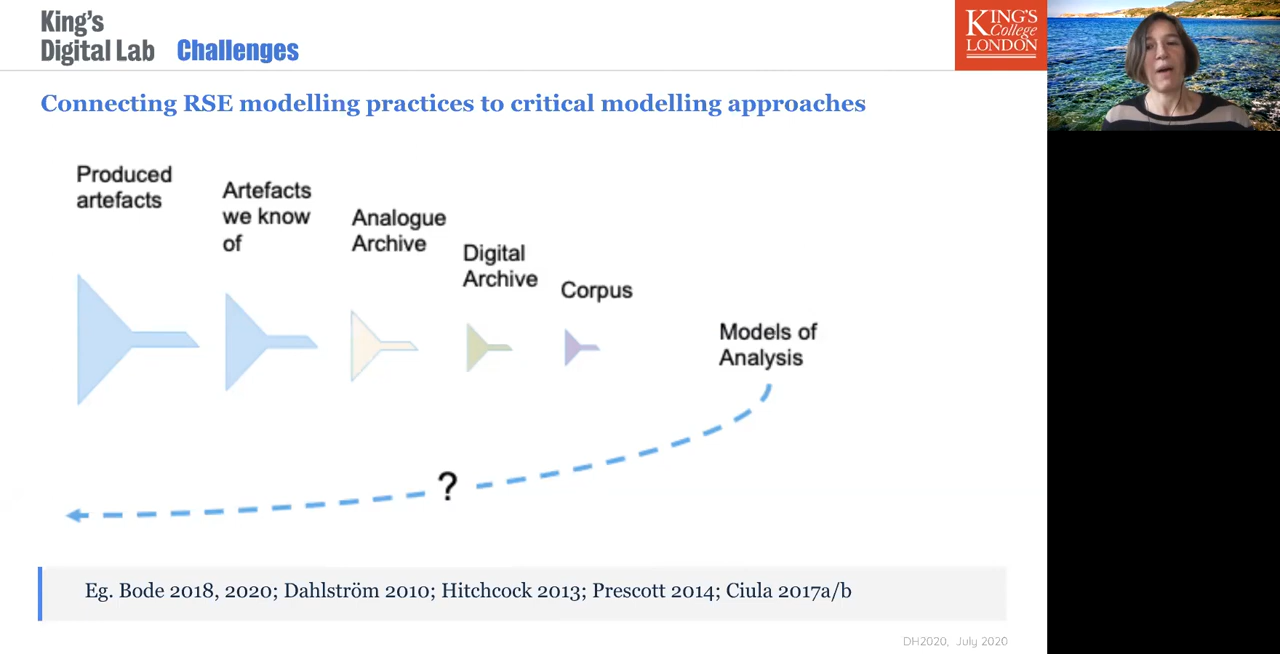 King's
Digital Lab Challenges
KING'S
College
LONDON
Connecting RSE modelling practices to critical modelling approaches
Produced
artefacts
Artefacts
we know
of
Analogue
Archive
Digital
Archive
Corpus
Models of
Analysis
?
Eg. Bode 2018, 2020; Dahlström 2010; Hitchcock 2013; Prescott 2014; Ciula 2017a/b
DH2020, July 2020